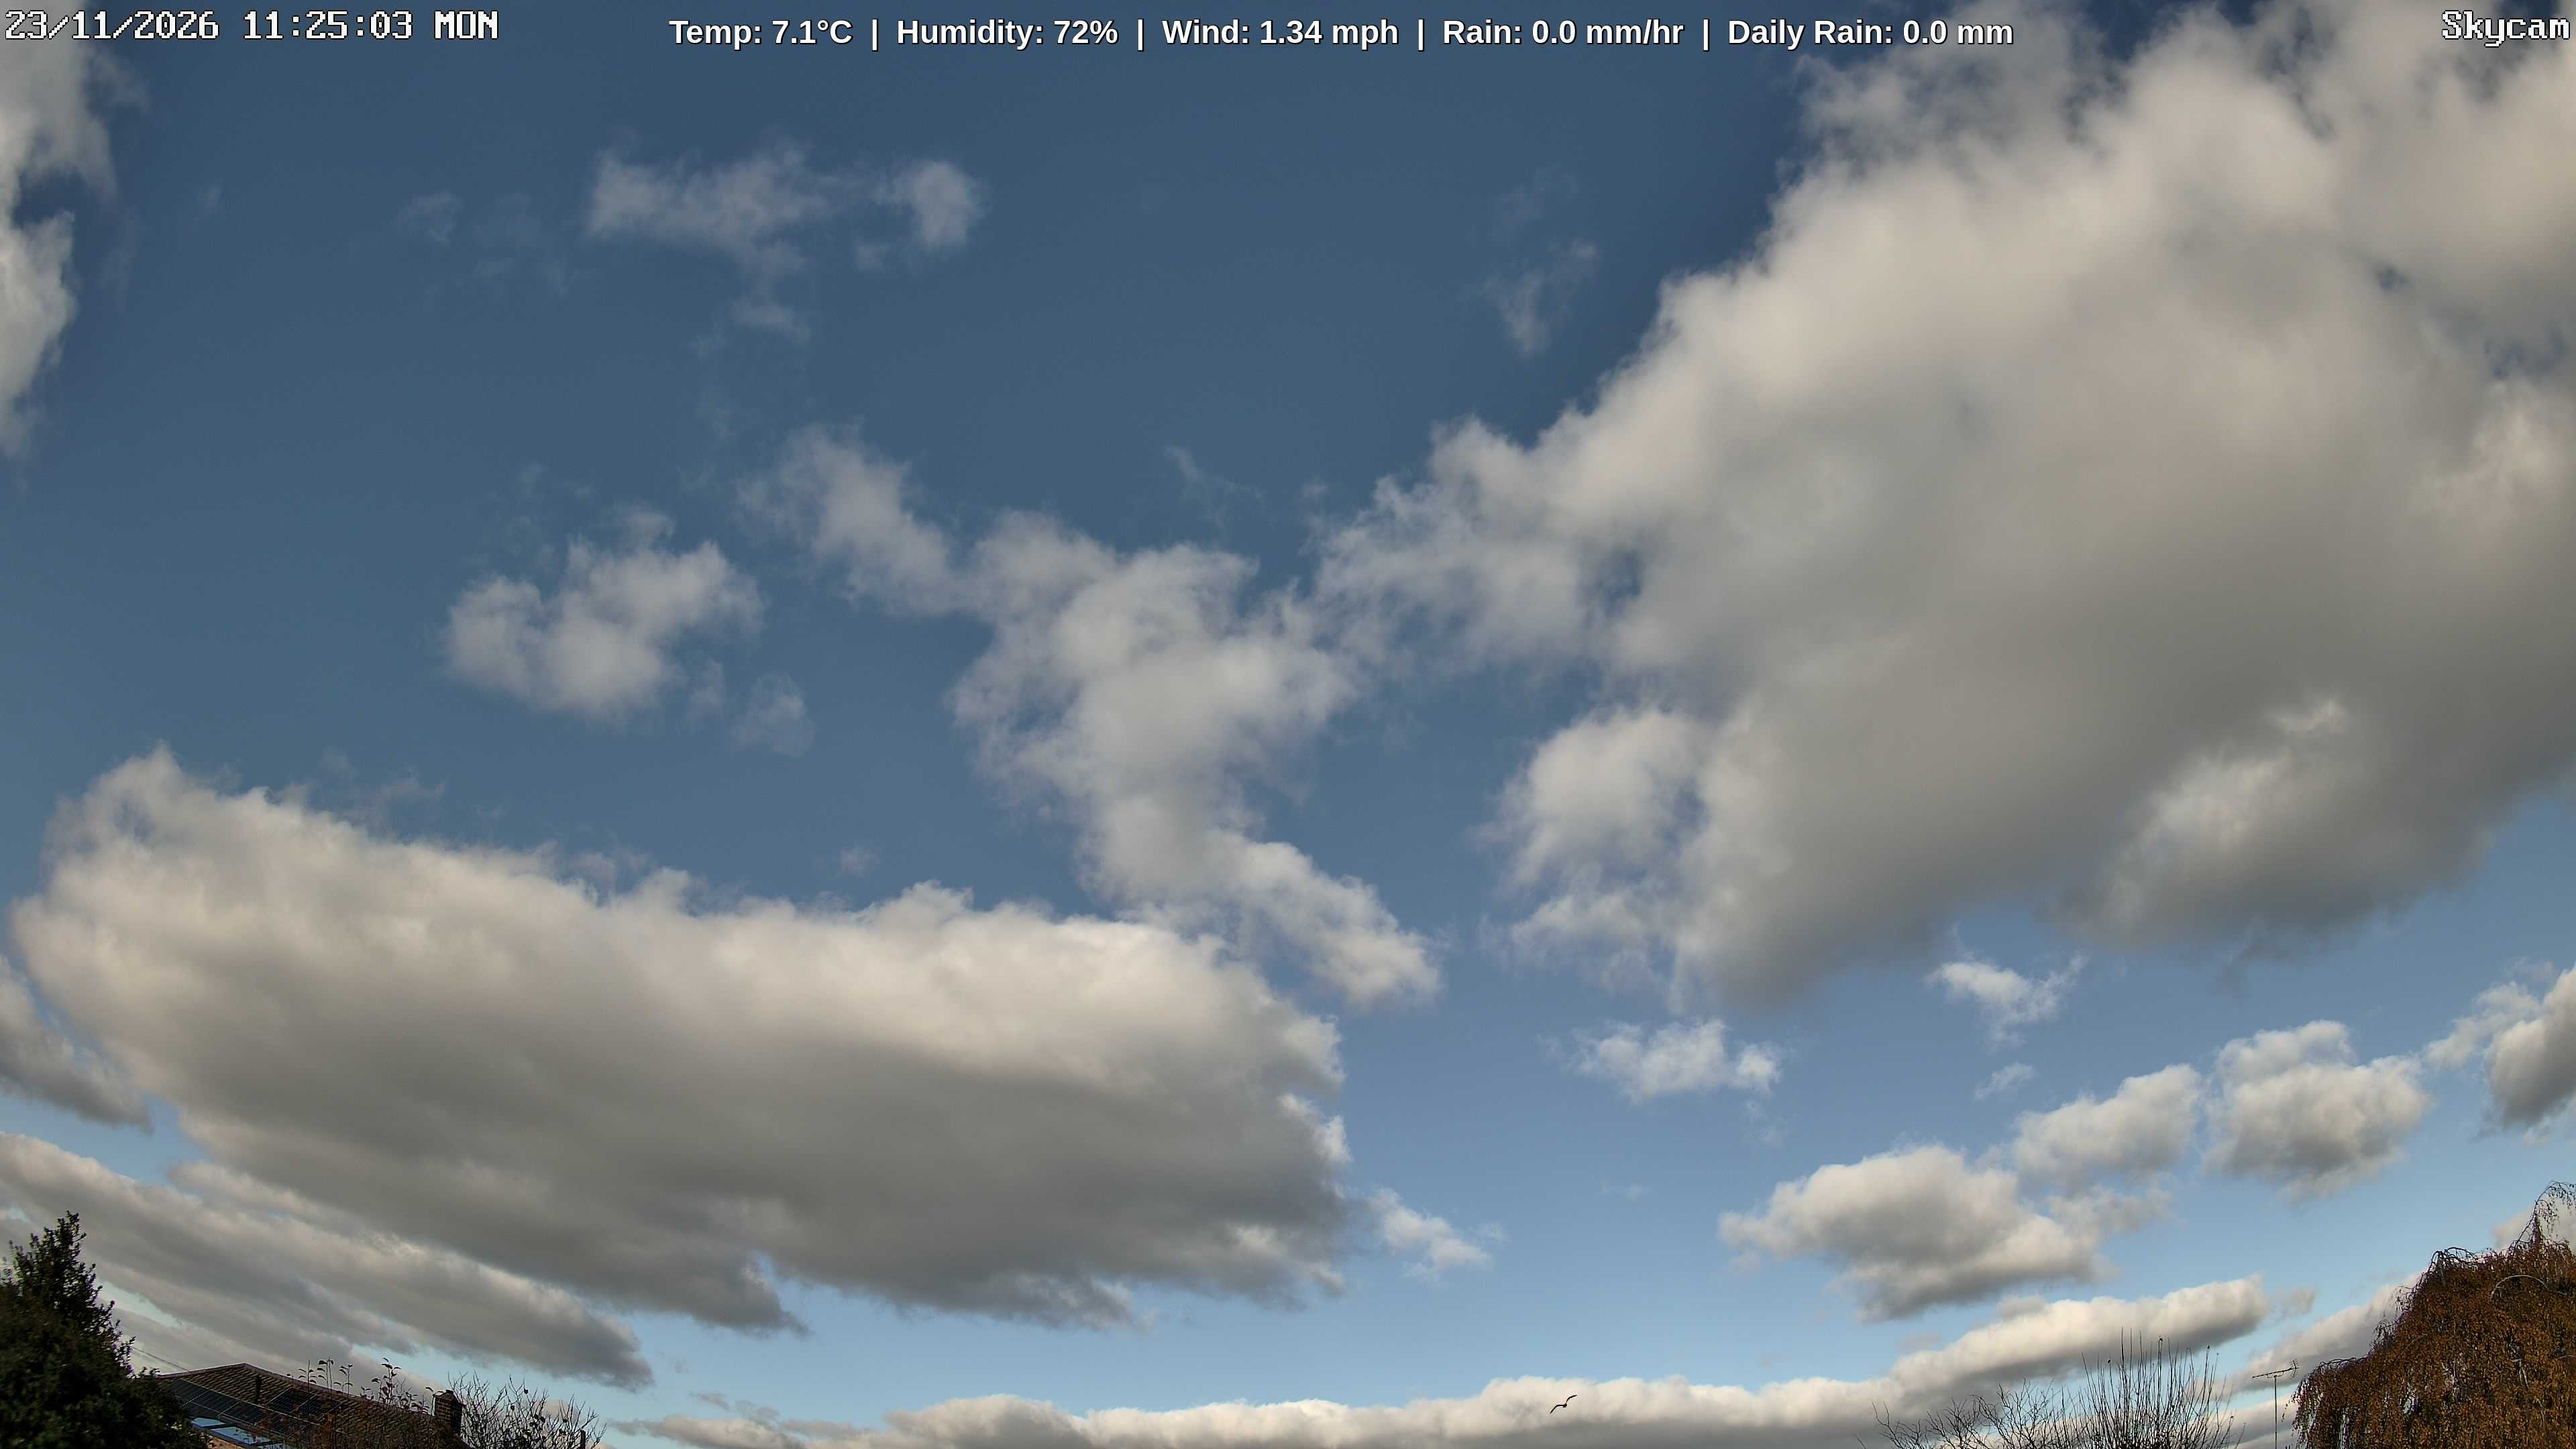 23/11/2026 11:25:03 MON
Temp: 7.1°C | Humidity: 72% | Wind: 1.34 mph | Rain: 0.0 mm/hr | Daily Rain: 0.0 mm
Skycam